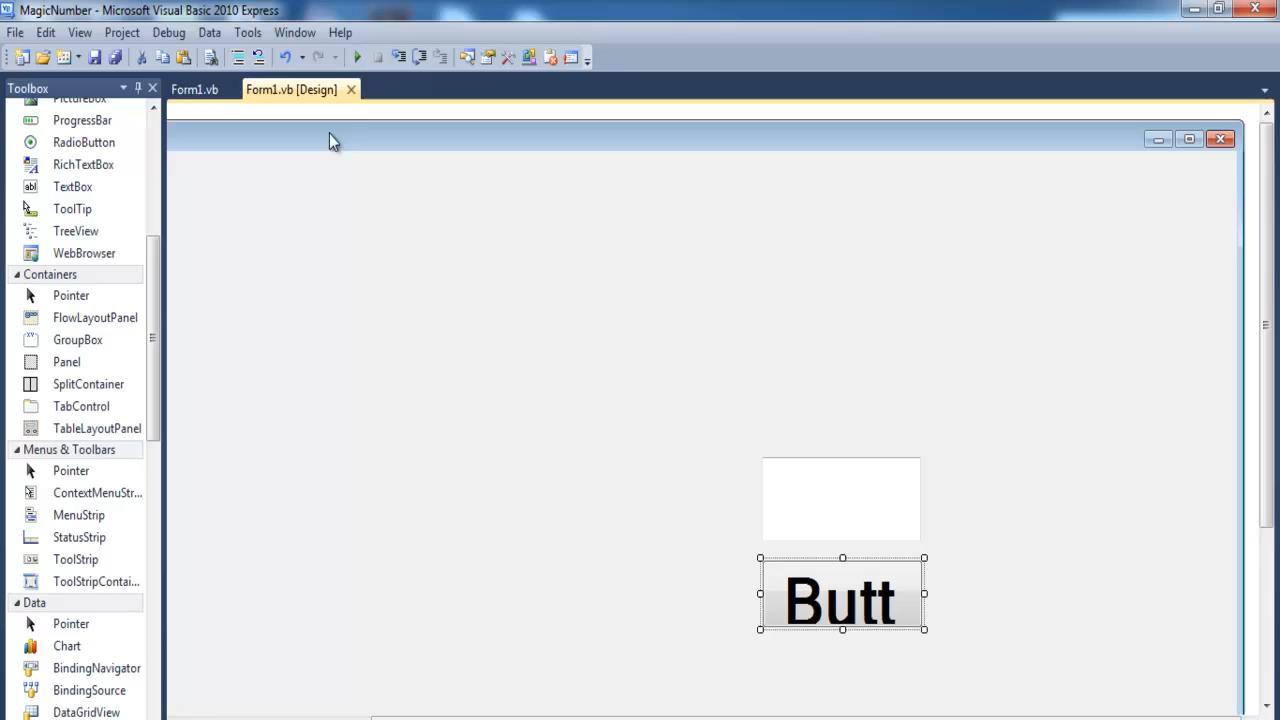 MagicNumber - Microsoft Visual Basic 2010 Express
File Edit View Project Debug Data Tools Window Help
Toolbox
Form1.vb Form1.vb [Design]
PictureBox
ProgressBar
RadioButton
RichTextBox
abl TextBox
ToolTip
TreeView
WebBrowser
Containers
Pointer
FlowLayoutPanel
GroupBox
Panel
SplitContainer
TabControl
TableLayoutPanel
Menus & Toolbars
Pointer
ContextMenuStr...
MenuStrip
StatusStrip
ToolStrip
ToolStripContai...
Data
Pointer
Chart
BindingNavigator
BindingSource
DataGridView
Butt